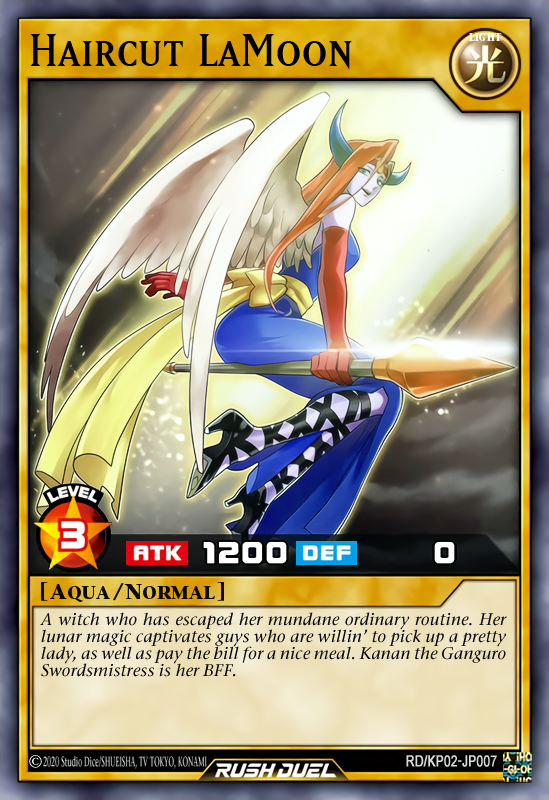 HAIRCUT LAMOON
LIGHT
光
LEVEL
3
ATK 1200 DEF 0
[AQUA/NORMAL]
A witch who has escaped her mundane ordinary routine. Her
lunar magic captivates guys who are willin' to pick up a pretty
lady, as well as pay the bill for a nice meal. Kanan the Ganguro
Swordsmistress is her BFF.
©2020 Studio Dice/SHUEISHA, TV TOKYO, KONAMI
RUSH DUEL
RD/KP02-JP007